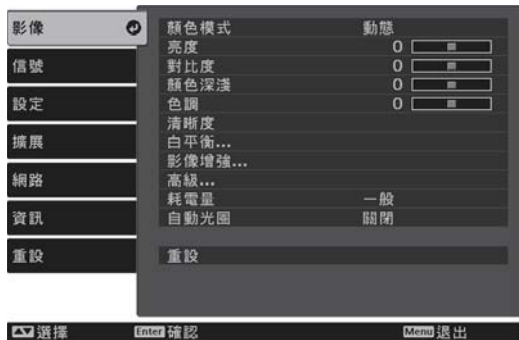 影像
信號
設定
擴展
網路
資訊
重設
顏色模式 動態
亮度 0
對比度 0
顏色深淺 0
色調 0
清晰度
白平衡...
影像增強...
高級...
耗電量 一般
自動光圈 關閉
重設
選擇 Enter 確認 Menu 退出